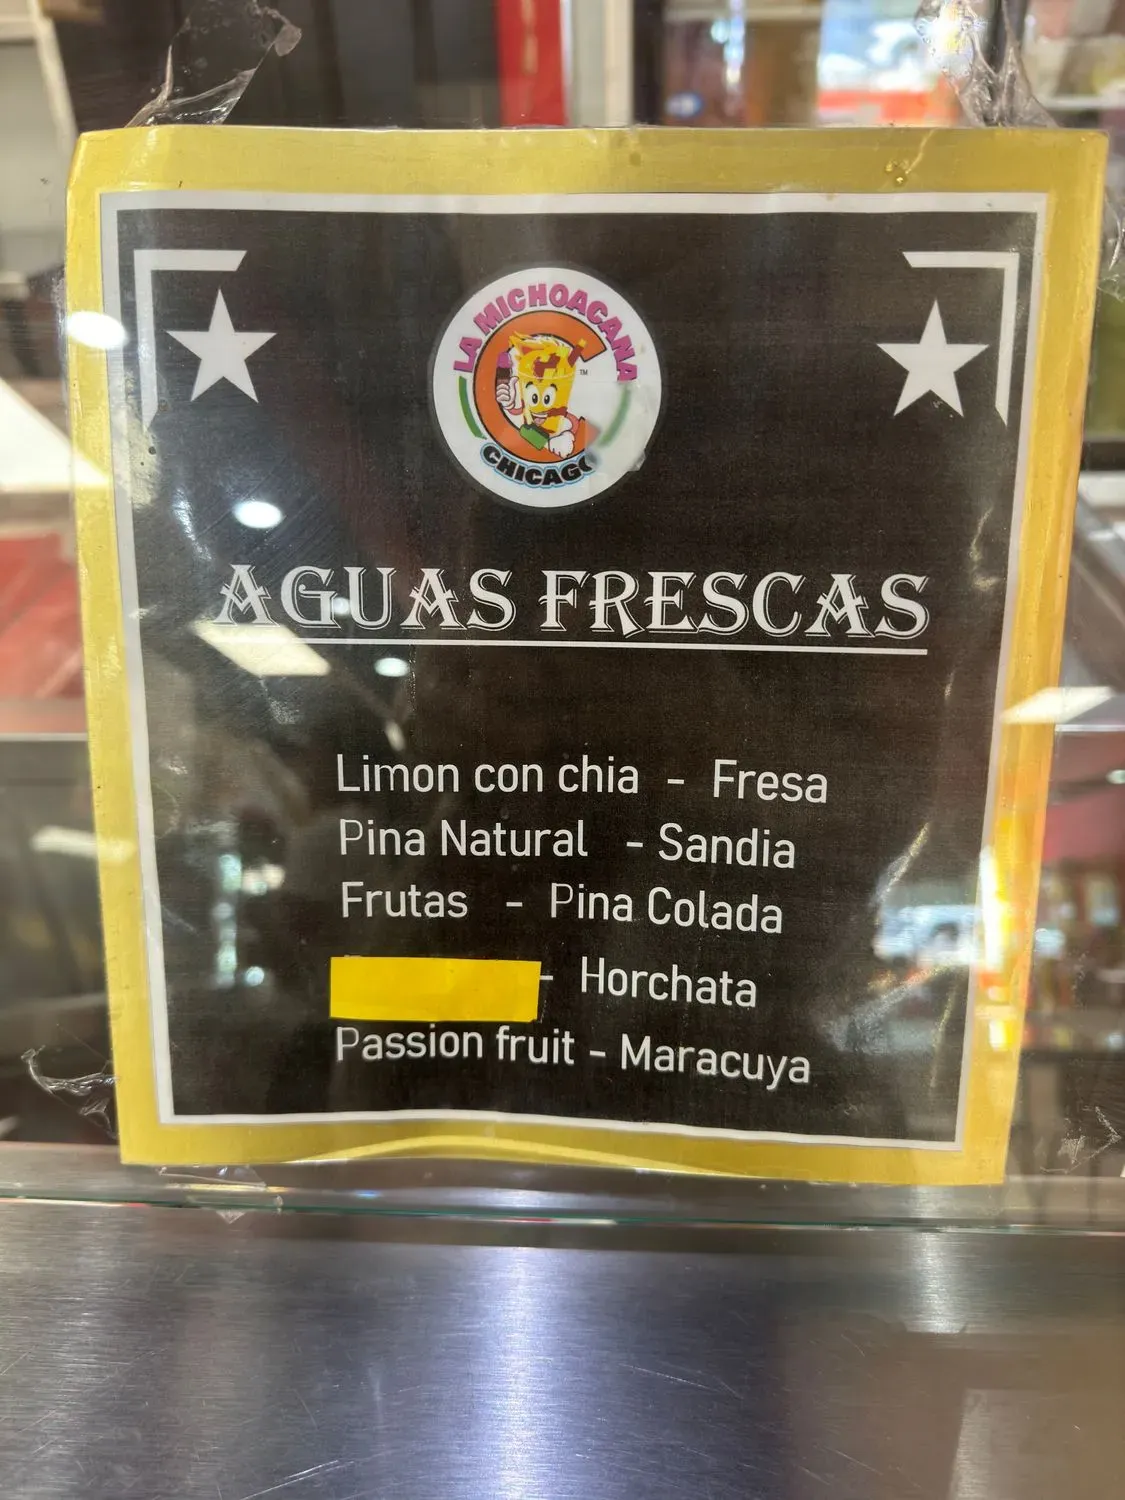 LA MICHOACANA
TM
CHICAGO
AGUAS FRESCAS
Limon con chia - Fresa
Pina Natural - Sandia
Frutas - Pina Colada
- Horchata
Passion fruit - Maracuya